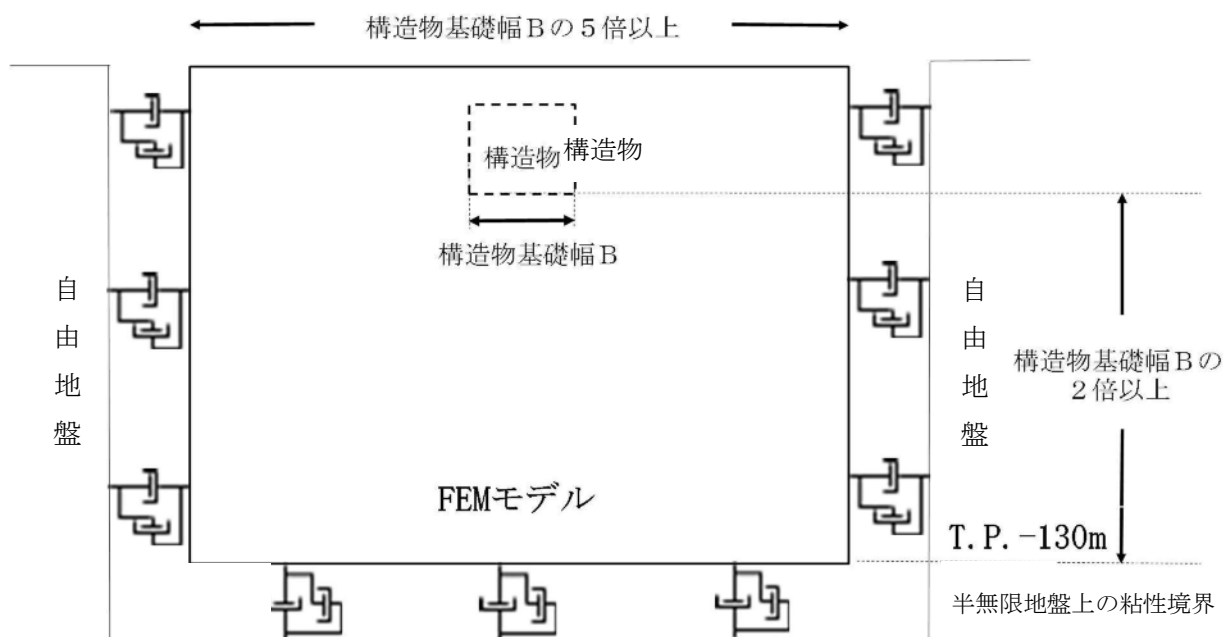 構造物基礎幅Bの5倍以上
構造物
構造物
構造物基礎幅B
自由地盤
自由地盤
構造物基礎幅Bの
2倍以上
FEMモデル
T.P.-130m
半無限地盤上の粘性境界